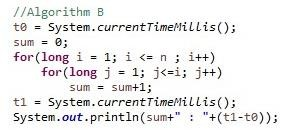 //Algorithm B
t0 = System.currentTimeMillis();
sum = 0;
for(long i = 1; i <= n ; i++)
    for(long j = 1; j<=i; j++)
        sum = sum+1;
t1 = System.currentTimeMillis();
System.out.println(sum+" : "+(t1-t0));